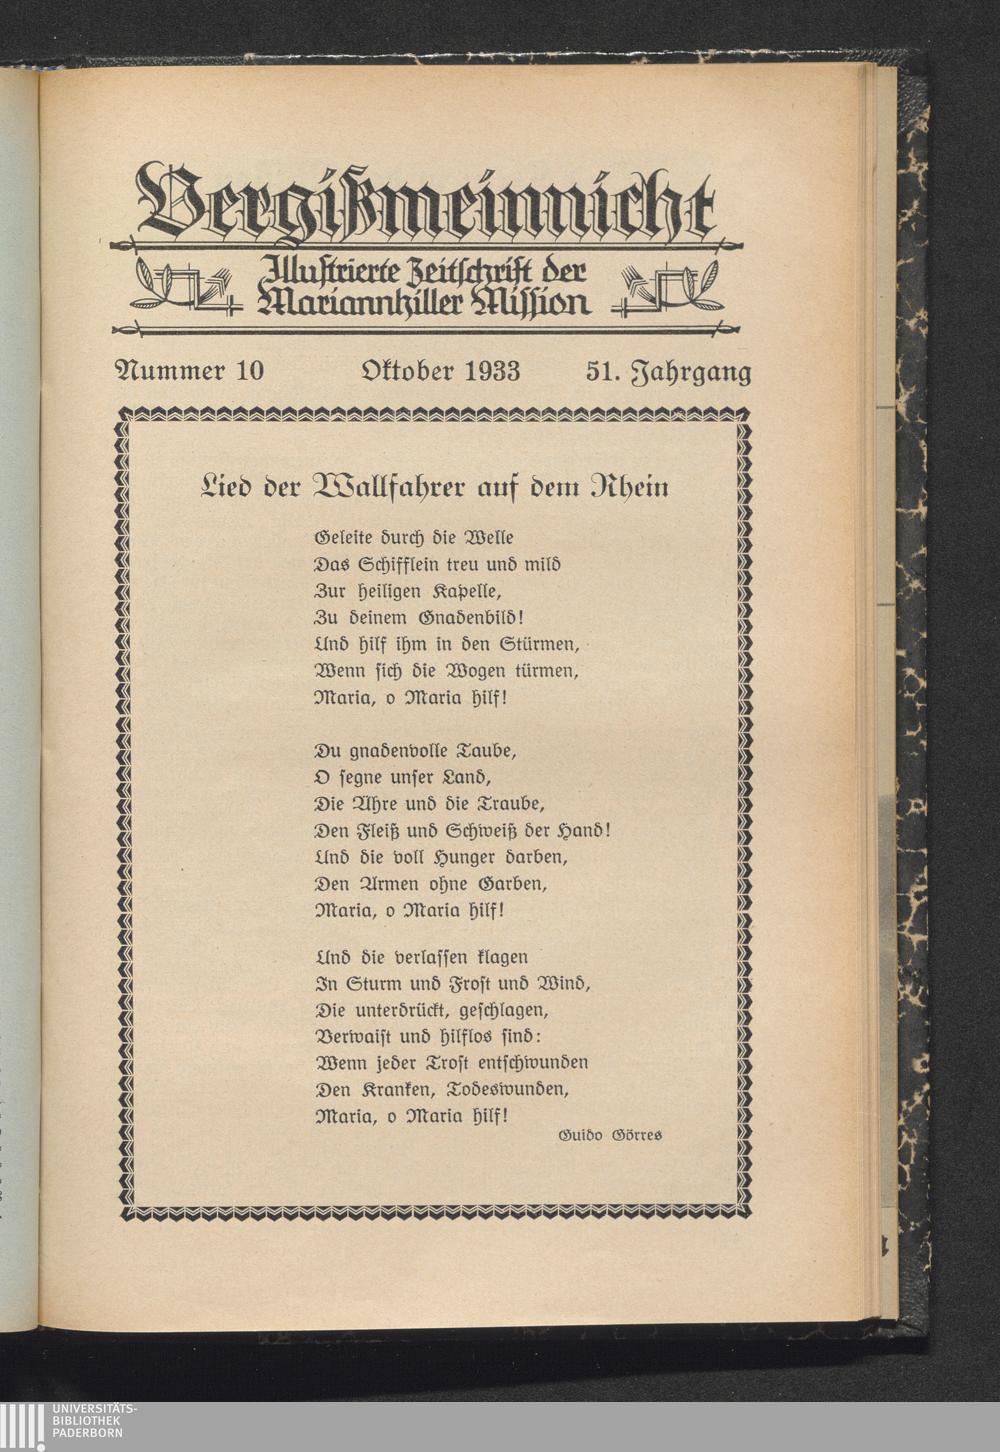 Vergißmeinnicht
Illustrierte Zeitschrift der
Mariannhiller Mission
Nummer 10 Oktober 1933 51. Jahrgang
Lied der Wallfahrer auf dem Rhein
Geleite durch die Welle
Das Schifflein treu und mild
Zur heiligen Kapelle,
Zu deinem Gnadenbild!
Und hilf ihm in den Stürmen,
Wenn sich die Wogen türmen,
Maria, o Maria hilf!
Du gnadenvolle Taube,
O segne unser Land,
Die Ähre und die Traube,
Den Fleiß und Schweiß der Hand!
Und die voll Hunger darben,
Den Armen ohne Garben,
Maria, o Maria hilf!
Und die verlassen klagen
In Sturm und Frost und Wind,
Die unterdrückt, geschlagen,
Verwaist und hilflos sind:
Wenn jeder Trost entschwunden
Den Kranken, Todeswunden,
Maria, o Maria hilf!
Guido Görres
UNIVERSITÄTS-
BIBLIOTHEK
PADERBORN